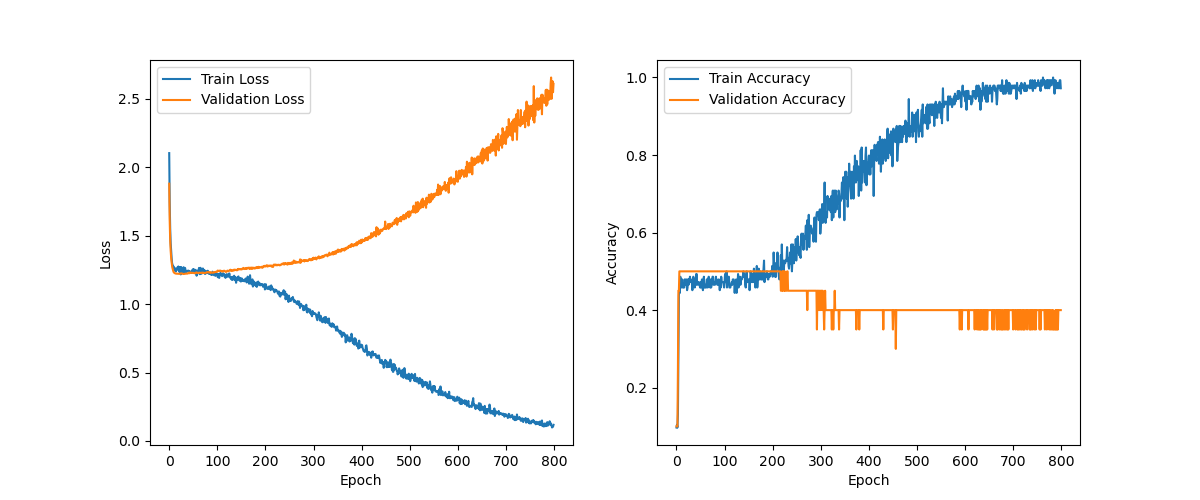 Train Loss
Validation Loss
Loss
2.5
2.0
1.5
1.0
0.5
0.0
0 100 200 300 400 500 600 700 800
Epoch
Train Accuracy
Validation Accuracy
Accuracy
1.0
0.8
0.6
0.4
0.2
0 100 200 300 400 500 600 700 800
Epoch